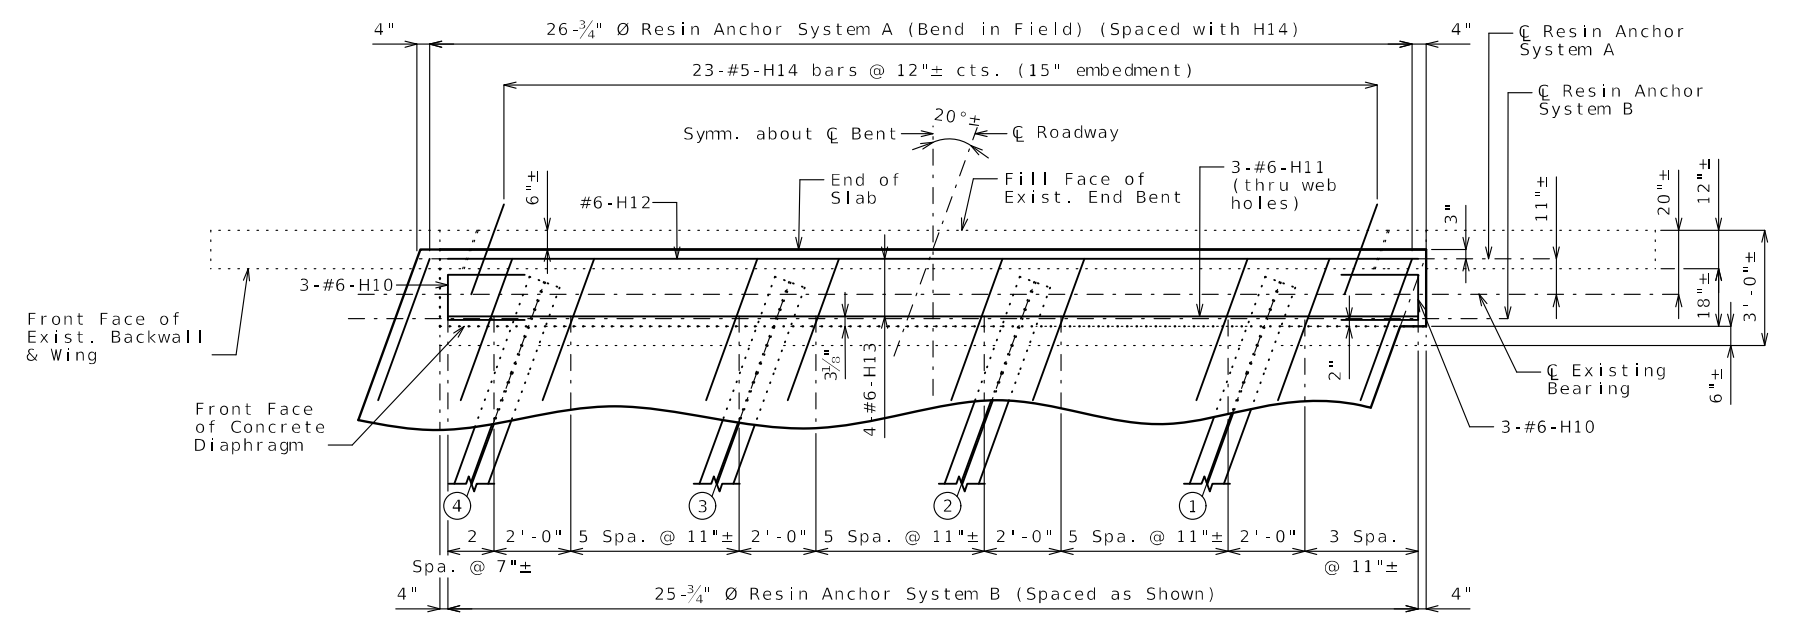 4"
26-¾" Ø Resin Anchor System A (Bend in Field) (Spaced with H14)
4"
℄ Resin Anchor
System A
23-#5-H14 bars @ 12"± cts. (15" embedment)
℄ Resin Anchor
System B
20°±
Symm. about ℄ Bent
℄ Roadway
6"±
#6-H12
End of
Slab
Fill Face of
Exist. End Bent
3-#6-H11
(thru web
holes)
3"
11"±
20"±
12"±
3-#6-H10
18"±
3'-0"±
Front Face of
Exist. Backwall
& Wing
3⅛"
4-#6-H13
2"
℄ Existing
Bearing
6"±
Front Face
of Concrete
Diaphragm
3-#6-H10
4
3
2
1
2
Spa. @ 7"±
2'-0"
5 Spa. @ 11"±
2'-0"
5 Spa. @ 11"±
2'-0"
5 Spa. @ 11"±
2'-0"
3 Spa.
@ 11"±
4"
25-¾" Ø Resin Anchor System B (Spaced as Shown)
4"